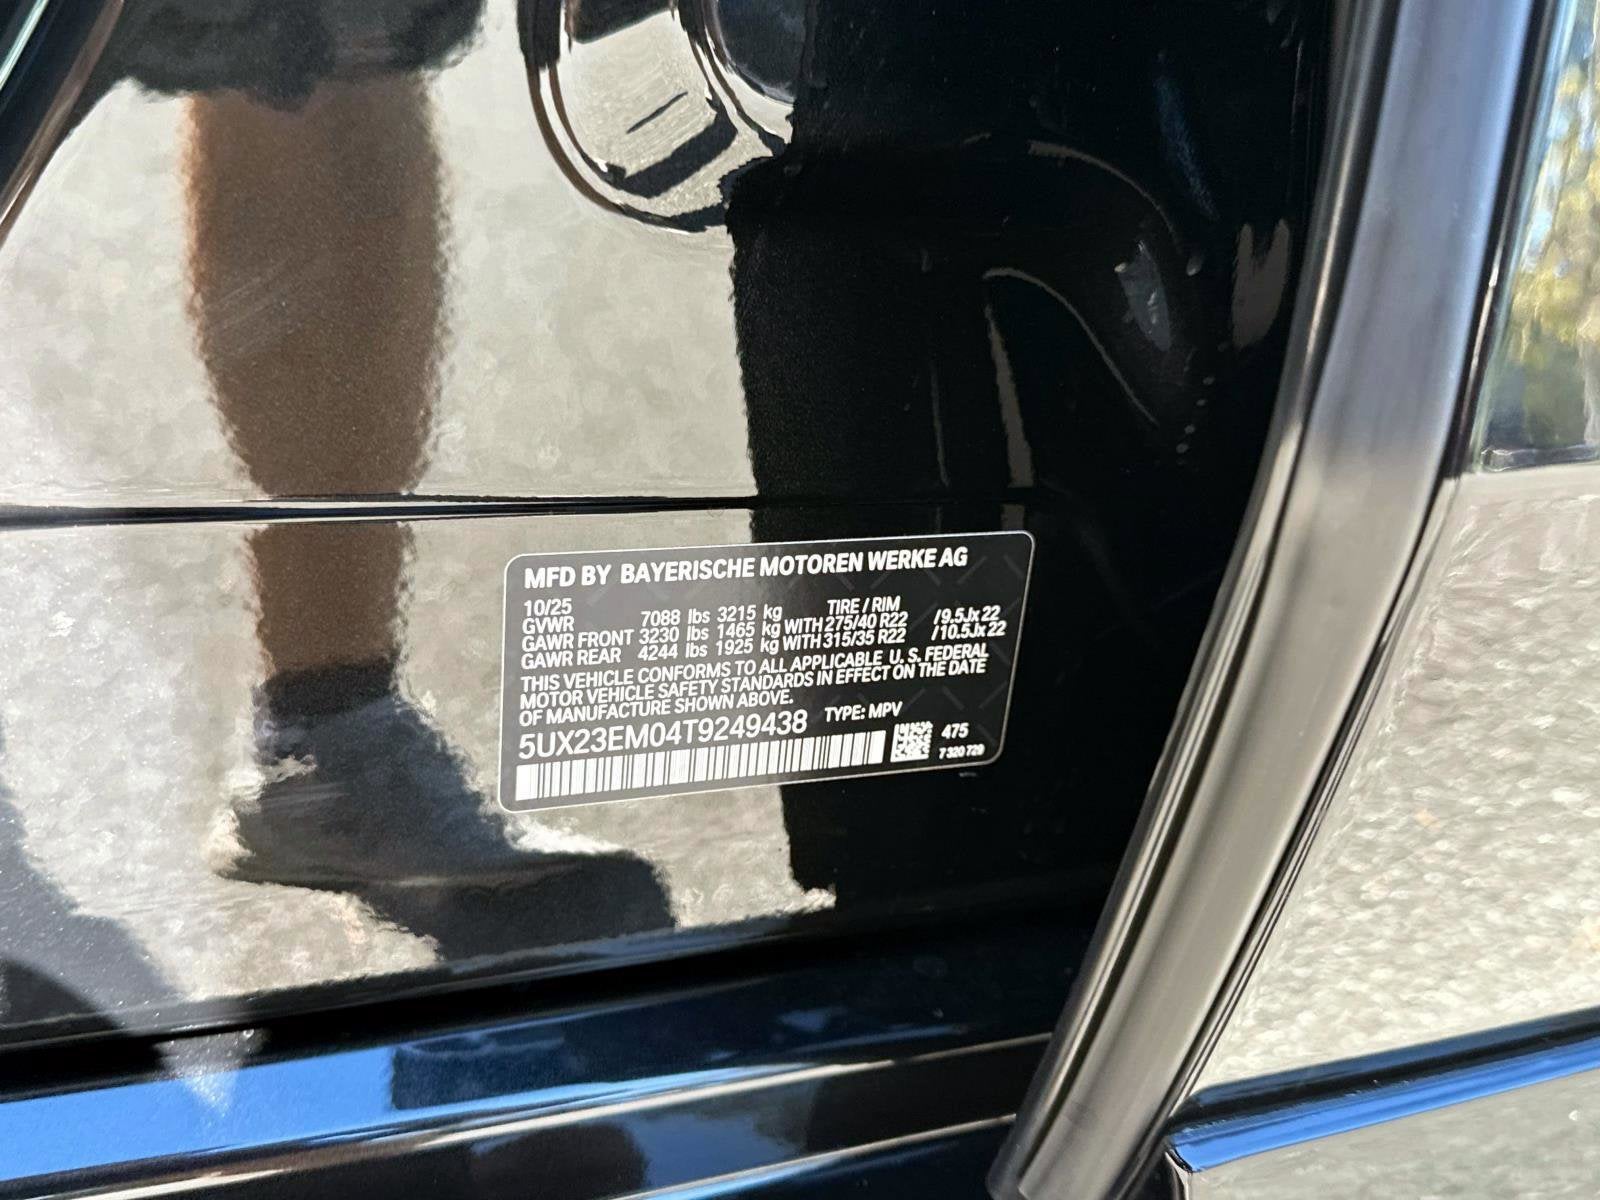 MFD BY BAYERISCHE MOTOREN WERKE AG
10/25 TIRE / RIM
GVWR 7088 lbs 3215 kg
GAWR FRONT 3230 lbs 1465 kg WITH 275/40 R22 /9.5Jx22
GAWR REAR 4244 lbs 1925 kg WITH 315/35 R22 /10.5Jx22
THIS VEHICLE CONFORMS TO ALL APPLICABLE U. S. FEDERAL
MOTOR VEHICLE SAFETY STANDARDS IN EFFECT ON THE DATE
OF MANUFACTURE SHOWN ABOVE.
5UX23EM04T9249438 TYPE: MPV
475
7 320 729